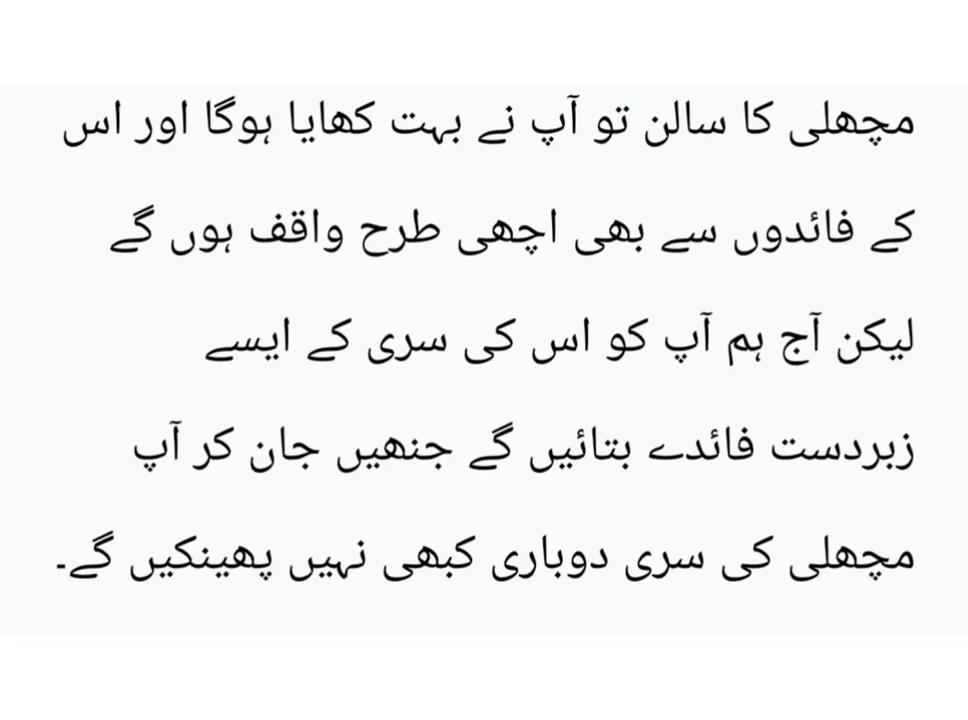 مچھلی کا سالن تو آپ نے بہت کھایا ہوگا اور اس
کے فائدوں سے بھی اچھی طرح واقف ہوں گے
لیکن آج ہم آپ کو اس کی سری کے ایسے
زبردست فائدے بتائیں گے جنھیں جان کر آپ
مچھلی کی سری دوباری کبھی نہیں پھینکیں گے۔